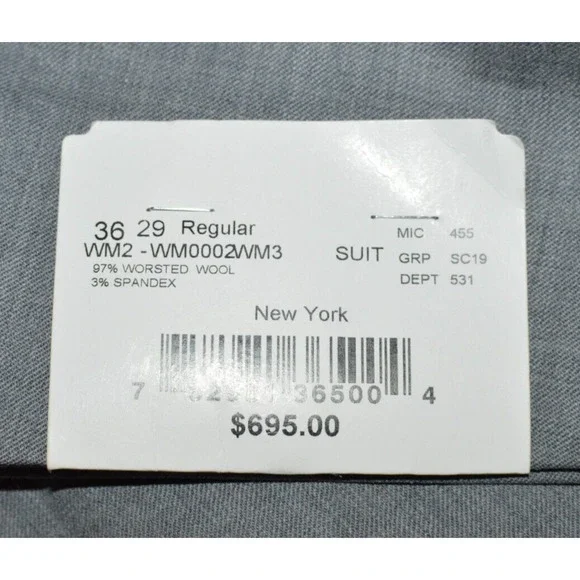 36 29 Regular
WM2 -WM0002WM3
97% WORSTED WOOL
3% SPANDEX
SUIT
MIC 455
GRP SC19
DEPT 531
New York
7 36500 4
$695.00